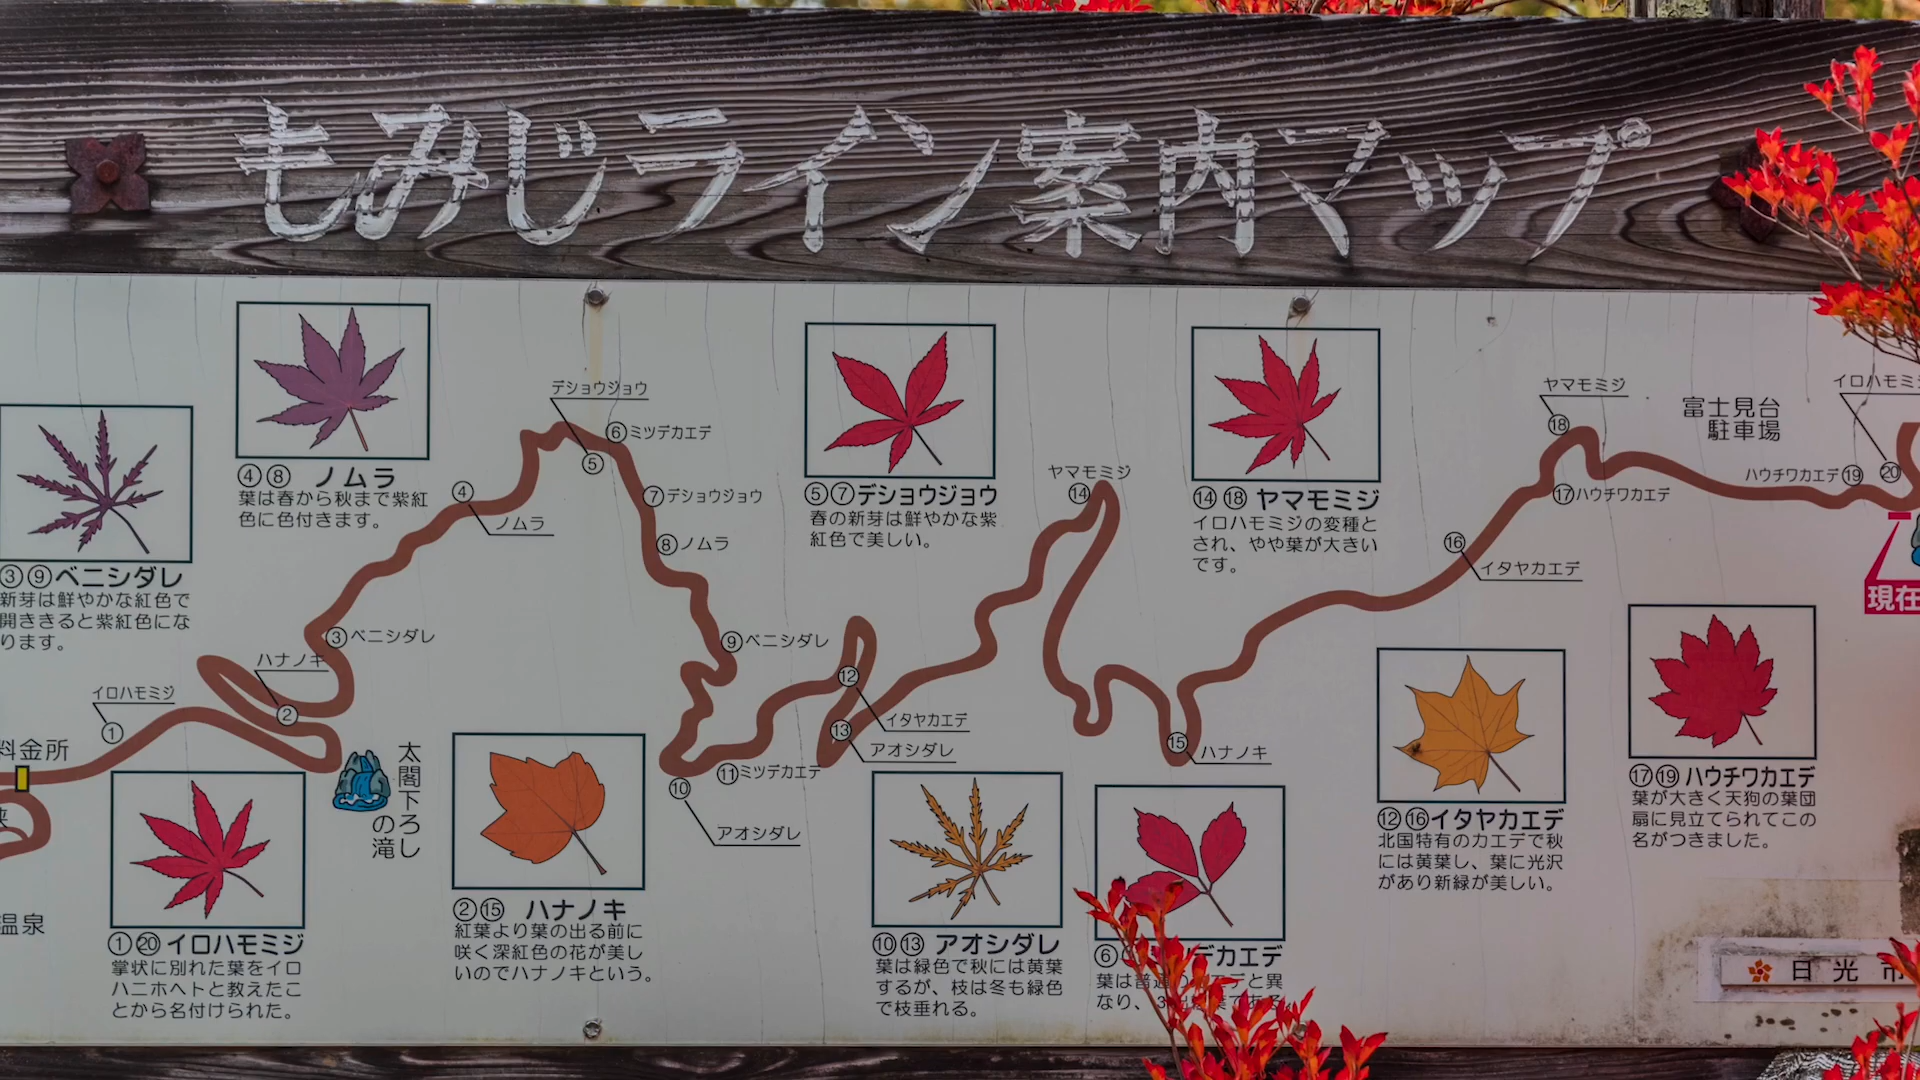 もみじライン案内マップ
③⑨ベニシダレ
新芽は鮮やかな紅色で
開ききると紫紅色にな
ります。
④⑧ ノムラ
葉は春から秋まで紫紅
色に色付きます。
⑤⑦デショウジョウ
春の新芽は鮮やかな紫
紅色で美しい。
⑭⑱ ヤマモミジ
イロハモミジの変種と
され、やや葉が大きい
です。
①⑳イロハモミジ
掌状に別れた葉をイロ
ハニホヘトと教えたこ
とから名付けられた。
②⑮ ハナノキ
紅葉より葉の出る前に
咲く深紅色の花が美し
いのでハナノキという。
⑩⑬ アオシダレ
葉は緑色で秋には黄葉
するが、枝は冬も緑色
で枝垂れる。
⑥
デカエデ
葉は普通の
エデと異
なり、3
⑫⑯イタヤカエデ
北国特有のカエデで秋
には黄葉し、葉に光沢
があり新緑が美しい。
⑰⑲ハウチワカエデ
葉が大きく天狗の葉団
扇に見立てられてこの
名がつきました。
料金所
温泉
イロハモミジ
①
ハナノキ
②
③ベニシダレ
④
ノムラ
デショウジョウ
⑤
⑥ミツデカエデ
⑦デショウジョウ
⑧ノムラ
⑨ベニシダレ
⑩
アオシダレ
⑪ミツデカエデ
⑫
イタヤカエデ
⑬
アオシダレ
ヤマモミジ
⑭
⑮
ハナノキ
⑯
イタヤカエデ
⑰ハウチワカエデ
ヤマモミジ
⑱
富士見台
駐車場
ハウチワカエデ⑲
イロハモミ
⑳
太閤下ろし
の滝
現在
日光市